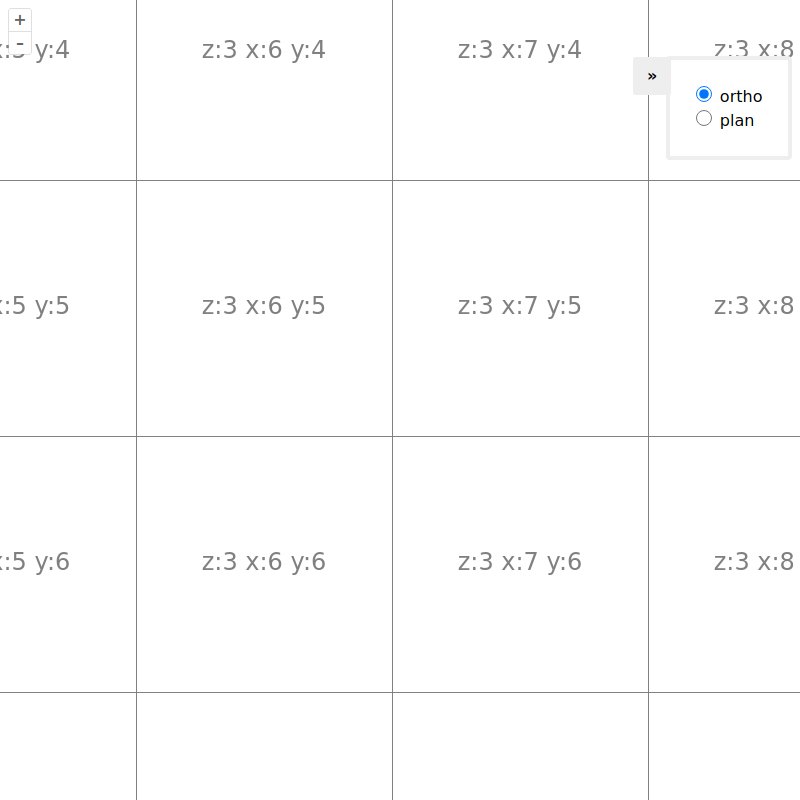 +
-
y:4
z:3 x:6 y:4
z:3 x:7 y:4
z:3 x:8
»
ortho
plan
x:5 y:5
z:3 x:6 y:5
z:3 x:7 y:5
z:3 x:8
x:5 y:6
z:3 x:6 y:6
z:3 x:7 y:6
z:3 x:8